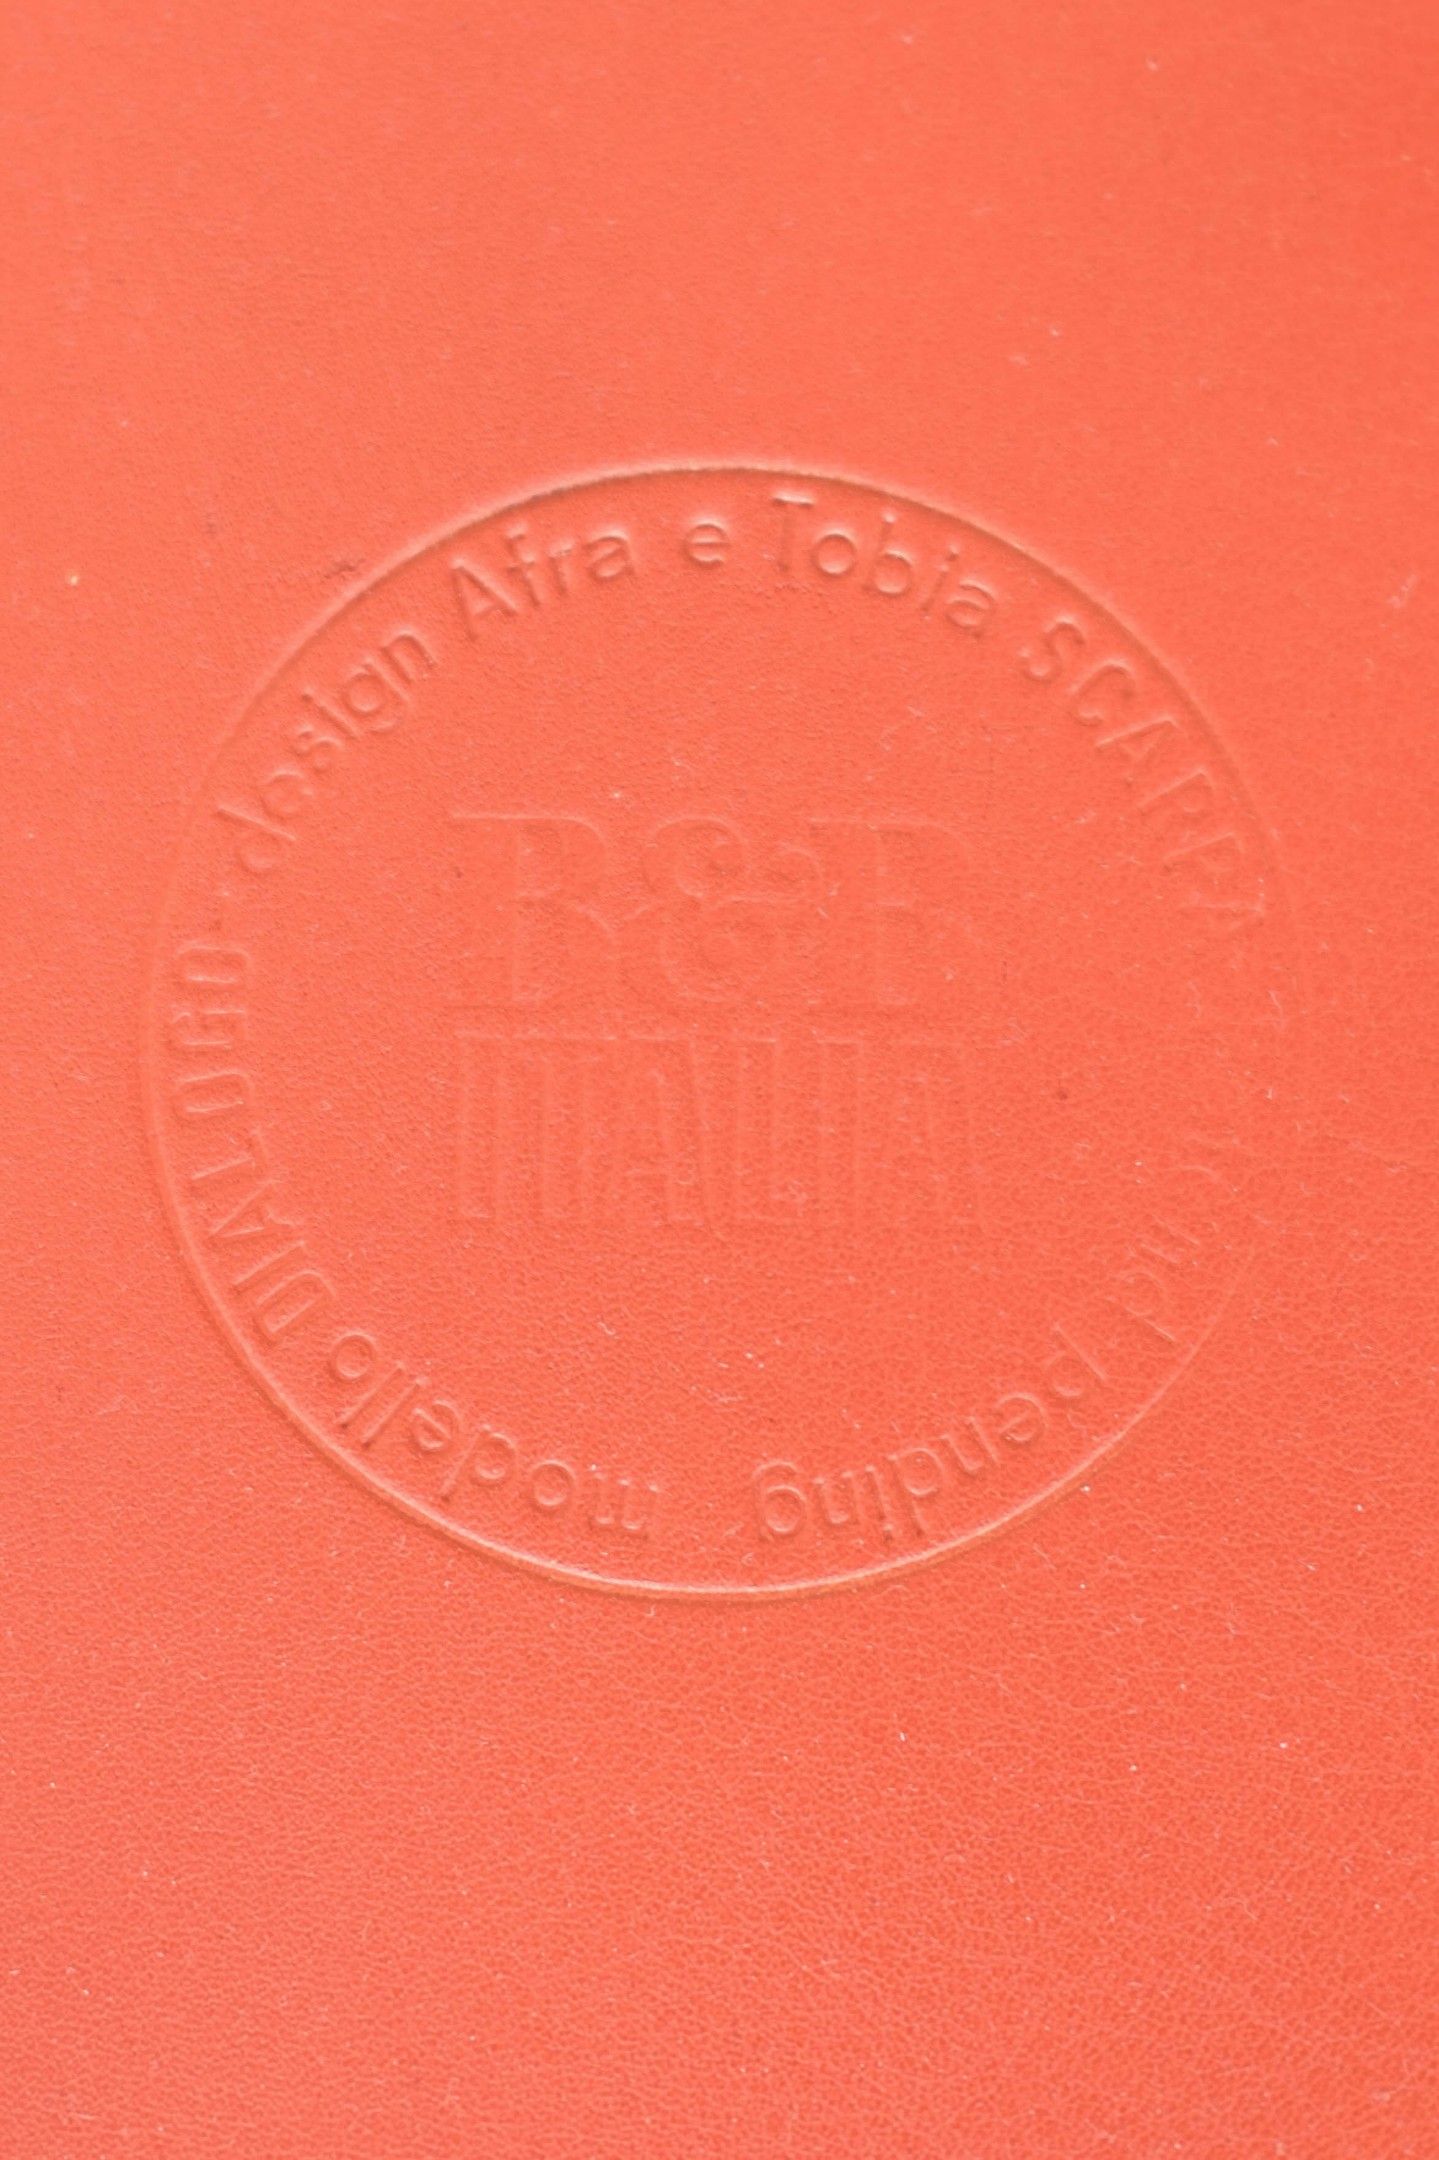 design Afra e Tobia SCARPA
B&B
ITALIA
pending
modello DIALOGO